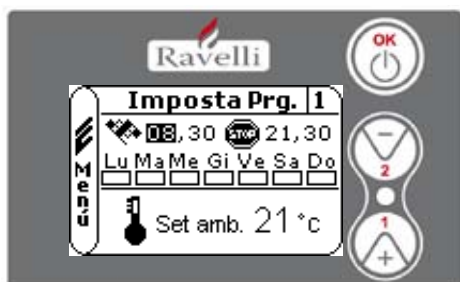 Ravelli
OK
Imposta Prg. 1
08,30 STOP 21,30
Lu Ma Me Gi Ve Sa Do
Menú
Set amb. 21 °C
2
1